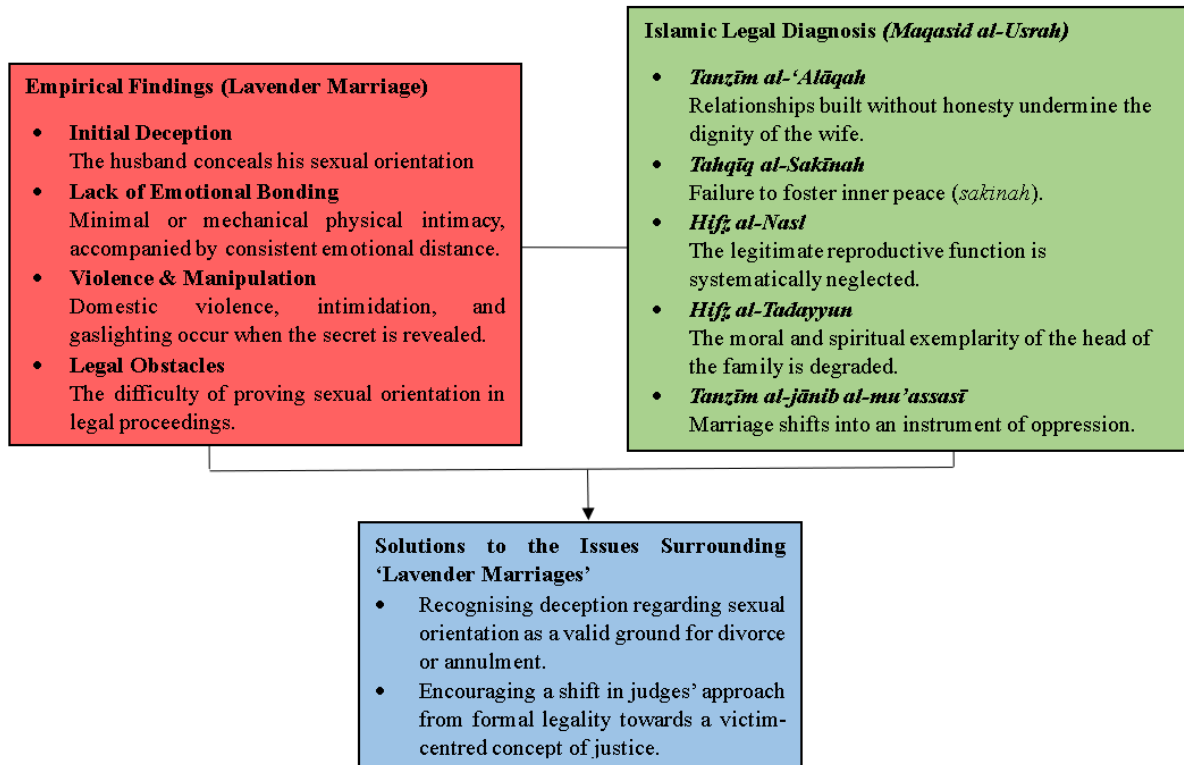 Empirical Findings (Lavender Marriage)
• Initial Deception
The husband conceals his sexual orientation
• Lack of Emotional Bonding
Minimal or mechanical physical intimacy,
accompanied by consistent emotional distance.
• Violence & Manipulation
Domestic violence, intimidation, and
gaslighting occur when the secret is revealed.
• Legal Obstacles
The difficulty of proving sexual orientation in
legal proceedings.
Islamic Legal Diagnosis (Maqasid al-Usrah)
• Tanẓīm al-‘Alāqah
Relationships built without honesty undermine the
dignity of the wife.
• Tahqīq al-Sakīnah
Failure to foster inner peace (sakinah).
• Hifẓ al-Nasl
The legitimate reproductive function is
systematically neglected.
• Hifẓ al-Tadayyun
The moral and spiritual exemplarity of the head of
the family is degraded.
• Tanẓīm al-jānib al-mu’assasī
Marriage shifts into an instrument of oppression.
Solutions to the Issues Surrounding
‘Lavender Marriages’
• Recognising deception regarding sexual
orientation as a valid ground for divorce
or annulment.
• Encouraging a shift in judges’ approach
from formal legality towards a victim-
centred concept of justice.